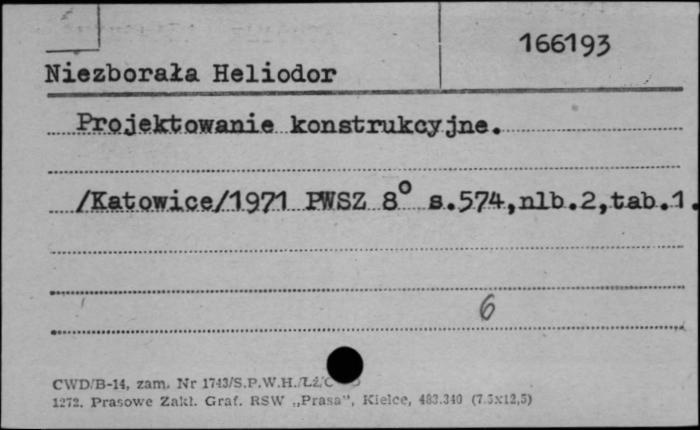 166193
Niezborała Heliodor
Projektowanie konstrukcyjne.
/Katowice/1971 PWSZ 8° s.574,nlb.2,tab.1.
6
CWD/B-14, zam. Nr 1743/S.P.W.H./Łż/C
1272. Prasowe Zakł. Graf. RSW „Prasa", Kielce, 483.340 (7.5x12,5)